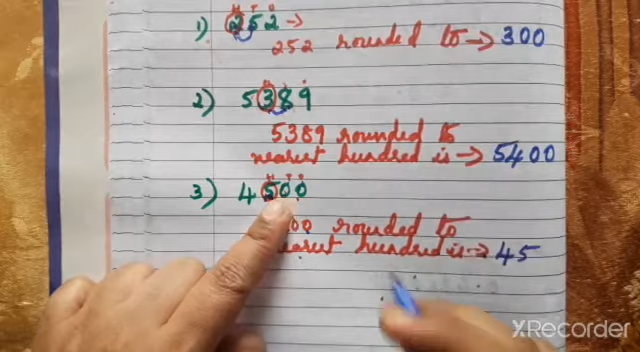 H T O
1) 252 →
252 rounded to → 300
2) 5389
5389 rounded to
nearest hundred is → 5400
H T O
3) 4500
00 rounded to
nearest hundred is → 45
XRecorder